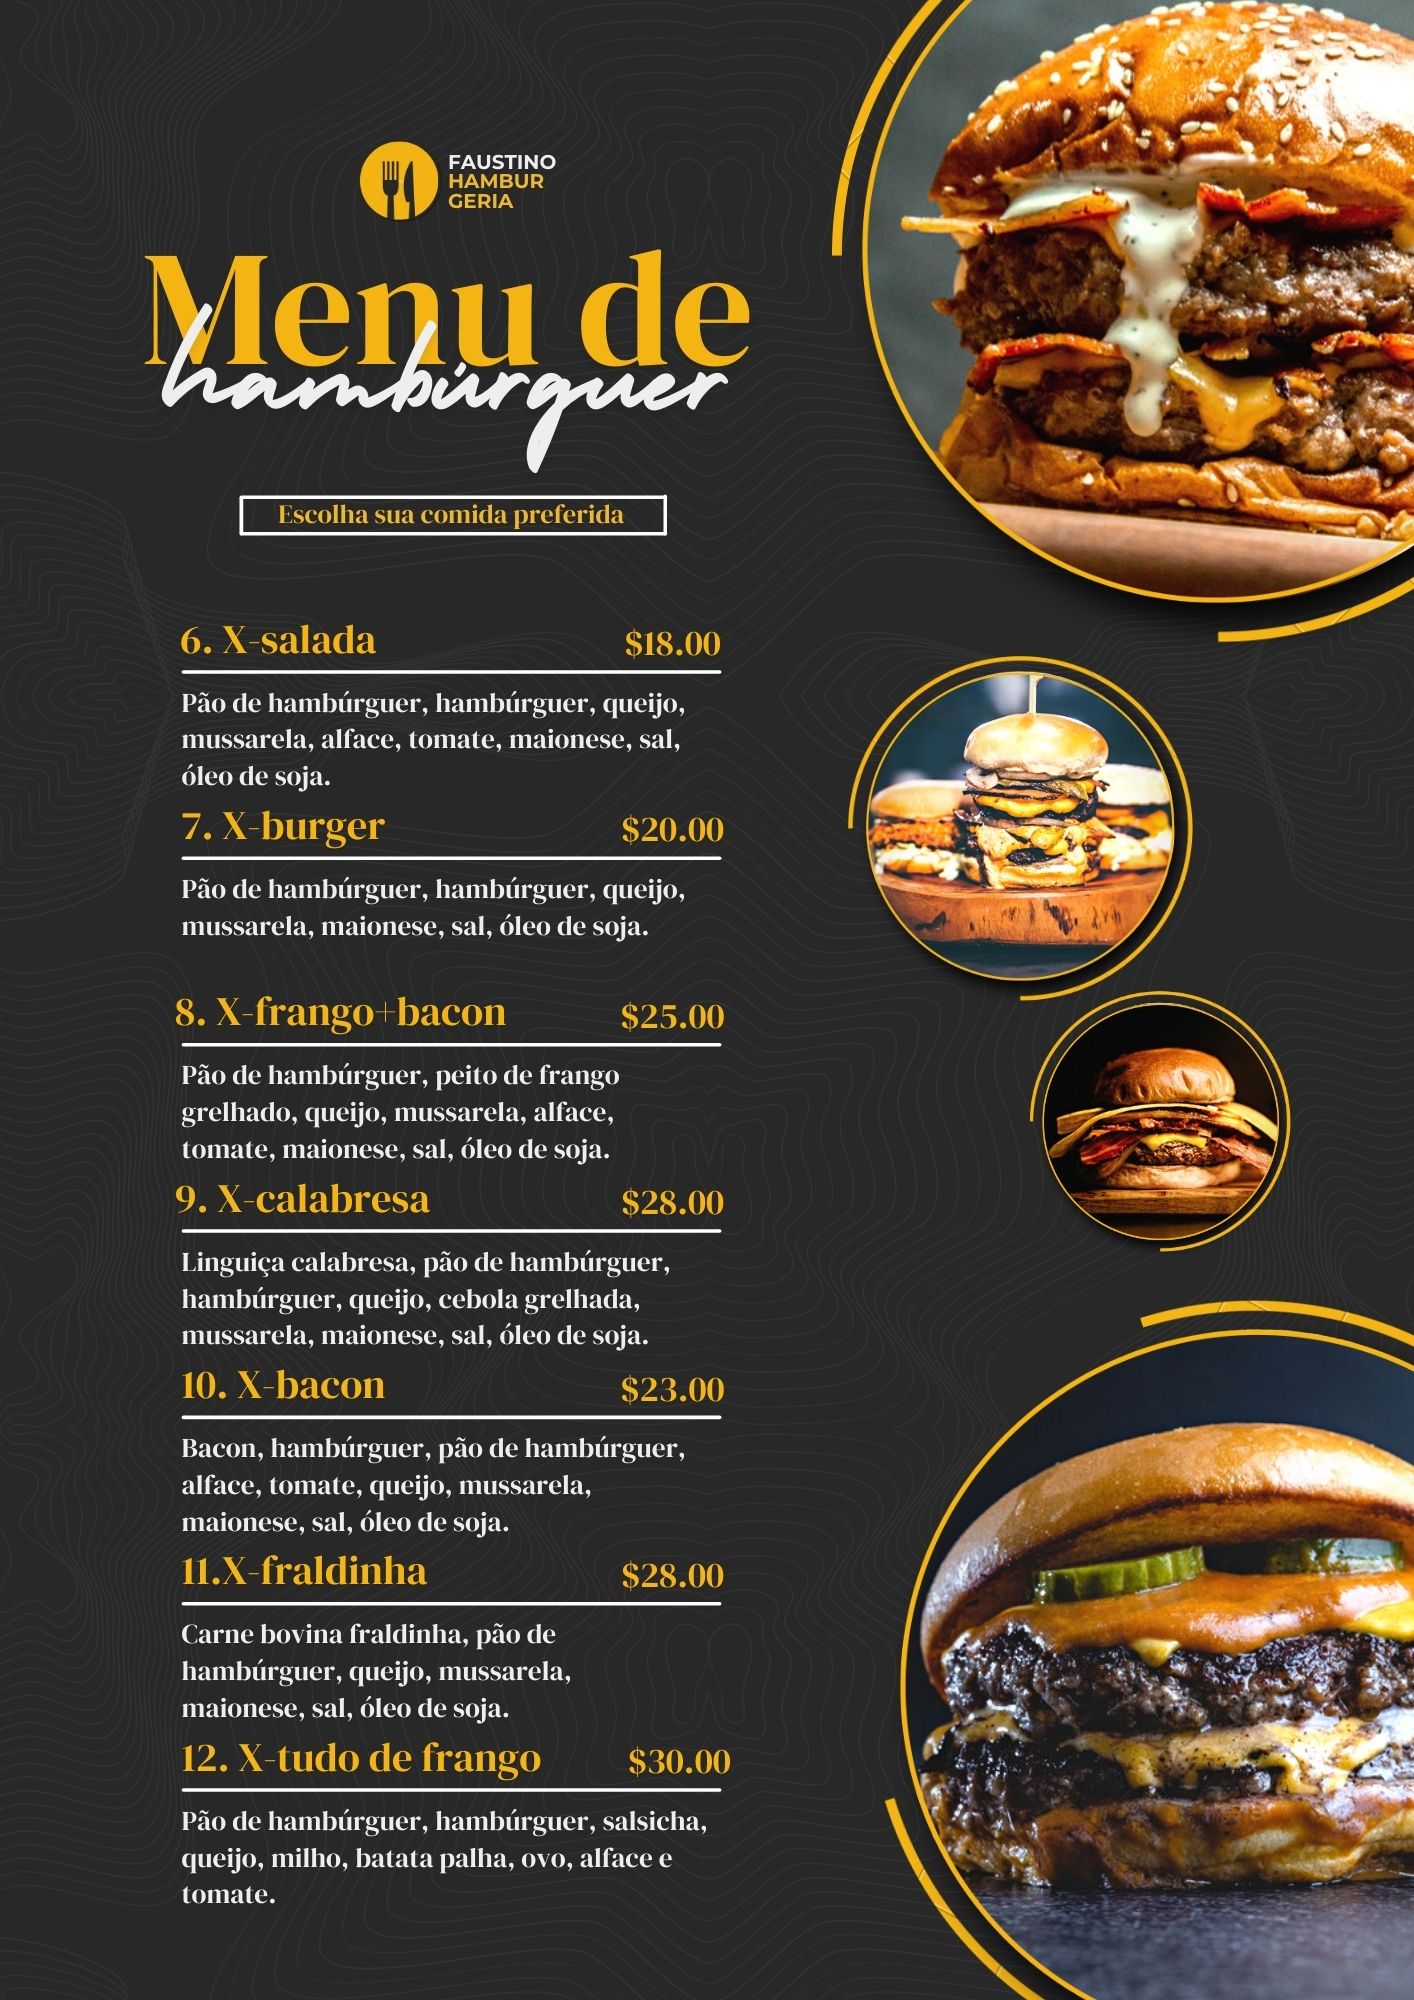 FAUSTINO
HAMBUR
GERIA
Menu de
hambúrguer
Escolha sua comida preferida
6. X-salada $18.00
Pão de hambúrguer, hambúrguer, queijo,
mussarela, alface, tomate, maionese, sal,
óleo de soja.
7. X-burger $20.00
Pão de hambúrguer, hambúrguer, queijo,
mussarela, maionese, sal, óleo de soja.
8. X-frango+bacon $25.00
Pão de hambúrguer, peito de frango
grelhado, queijo, mussarela, alface,
tomate, maionese, sal, óleo de soja.
9. X-calabresa $28.00
Linguiça calabresa, pão de hambúrguer,
hambúrguer, queijo, cebola grelhada,
mussarela, maionese, sal, óleo de soja.
10. X-bacon $23.00
Bacon, hambúrguer, pão de hambúrguer,
alface, tomate, queijo, mussarela,
maionese, sal, óleo de soja.
11.X-fraldinha $28.00
Carne bovina fraldinha, pão de
hambúrguer, queijo, mussarela,
maionese, sal, óleo de soja.
12. X-tudo de frango $30.00
Pão de hambúrguer, hambúrguer, salsicha,
queijo, milho, batata palha, ovo, alface e
tomate.